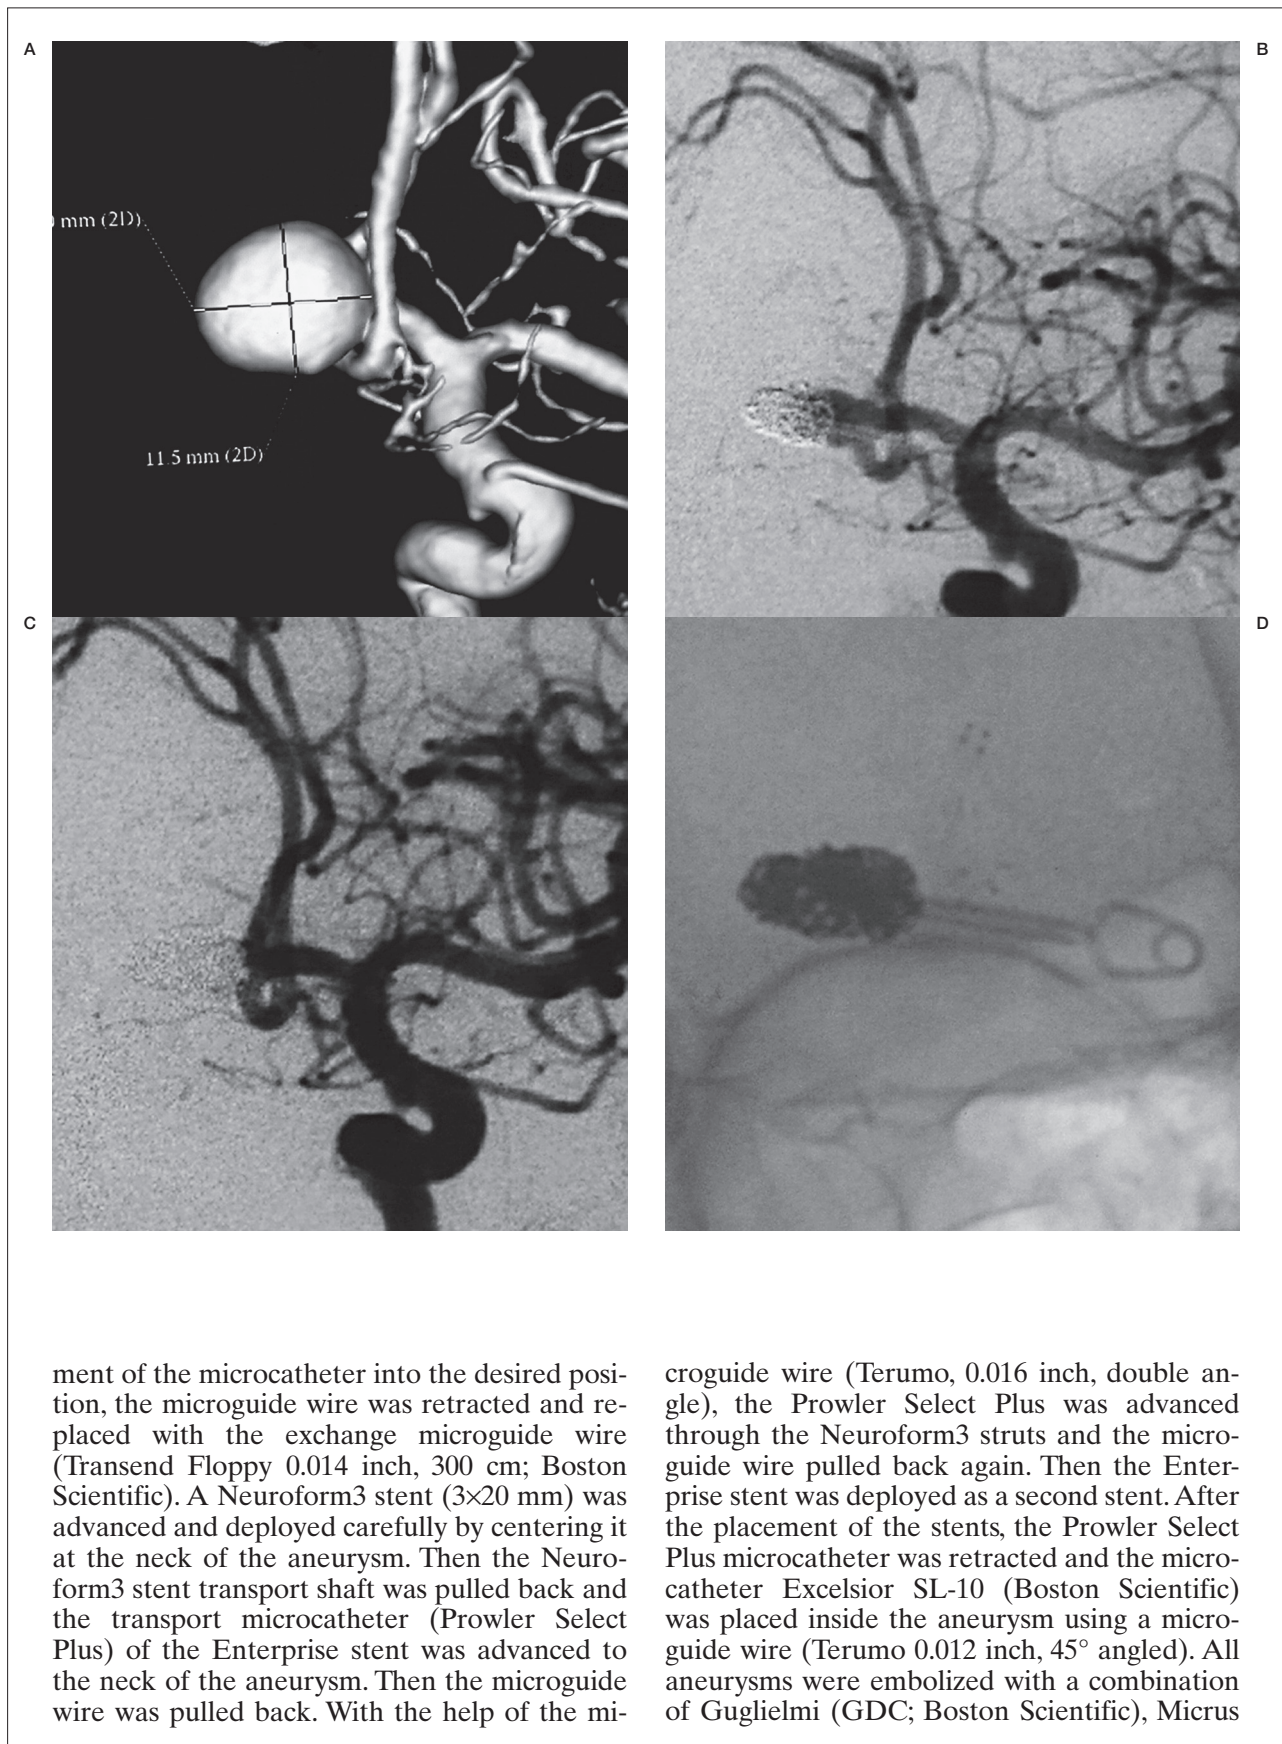 A
B
mm (2D)
11.5 mm (2D)
C
D
ment of the microcatheter into the desired posi-
tion, the microguide wire was retracted and re-
placed with the exchange microguide wire
(Transend Floppy 0.014 inch, 300 cm; Boston
Scientific). A Neuroform3 stent (3×20 mm) was
advanced and deployed carefully by centering it
at the neck of the aneurysm. Then the Neuro-
form3 stent transport shaft was pulled back and
the transport microcatheter (Prowler Select
Plus) of the Enterprise stent was advanced to
the neck of the aneurysm. Then the microguide
wire was pulled back. With the help of the mi-
croguide wire (Terumo, 0.016 inch, double an-
gle), the Prowler Select Plus was advanced
through the Neuroform3 struts and the micro-
guide wire pulled back again. Then the Enter-
prise stent was deployed as a second stent. After
the placement of the stents, the Prowler Select
Plus microcatheter was retracted and the micro-
catheter Excelsior SL-10 (Boston Scientific)
was placed inside the aneurysm using a micro-
guide wire (Terumo 0.012 inch, 45° angled). All
aneurysms were embolized with a combination
of Guglielmi (GDC; Boston Scientific), Micrus